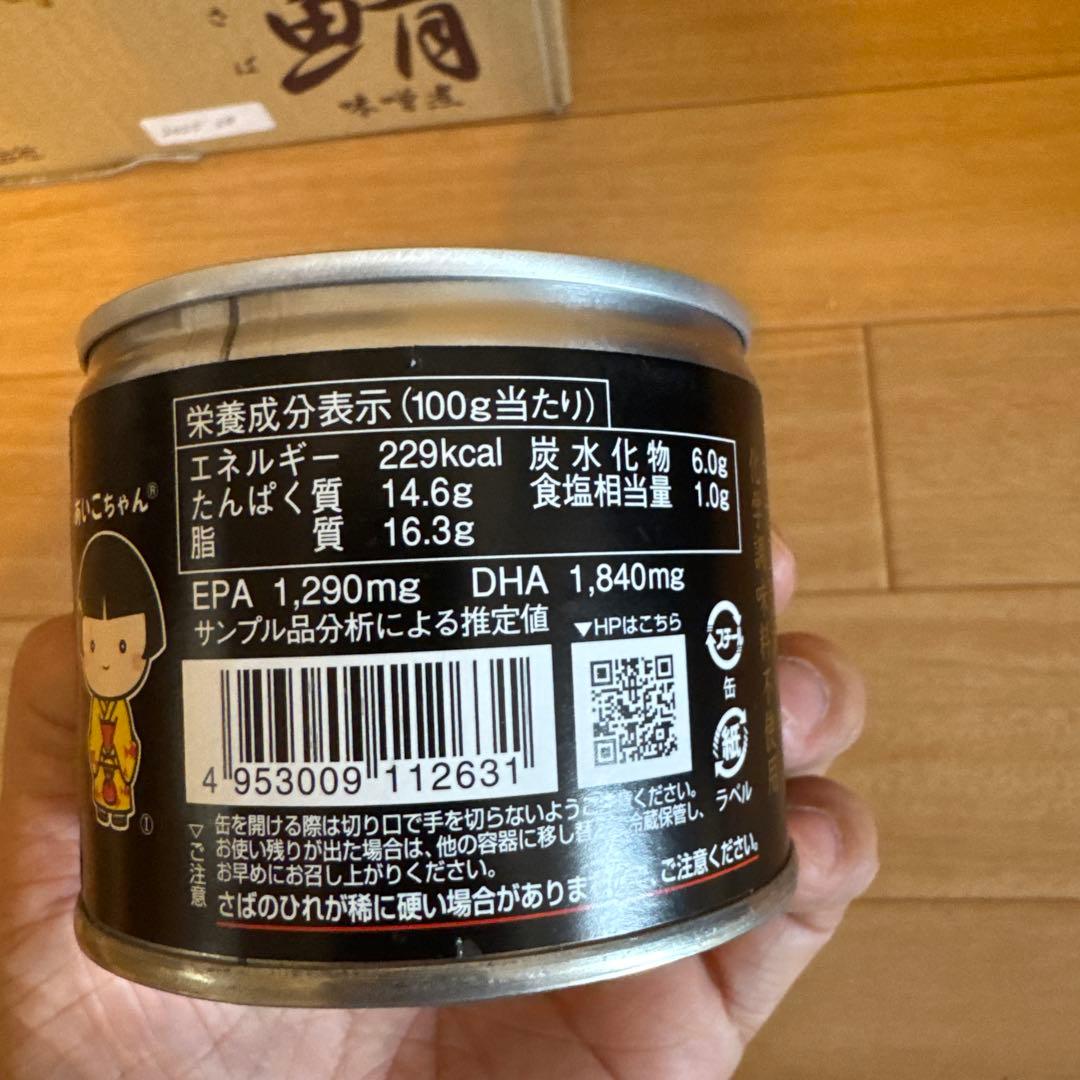 さば
鯖
味噌煮
あいこちゃん®
栄養成分表示(100g当たり)
エネルギー 229kcal 炭水化物 6.0g
たんぱく質 14.6g 食塩相当量 1.0g
脂質 16.3g
EPA 1,290mg DHA 1,840mg
サンプル品分析による推定値
▼HPはこちら
スチール
缶
紙
ラベル
4 953009 112631
①
▽ご注意
缶を開ける際は切り口で手を切らないよう ください。
お使い残りが出た場合は、他の容器に移し替 冷蔵保管し、
お早めにお召し上がりください。
さばのひれが稀に硬い場合がありま ご注意ください。